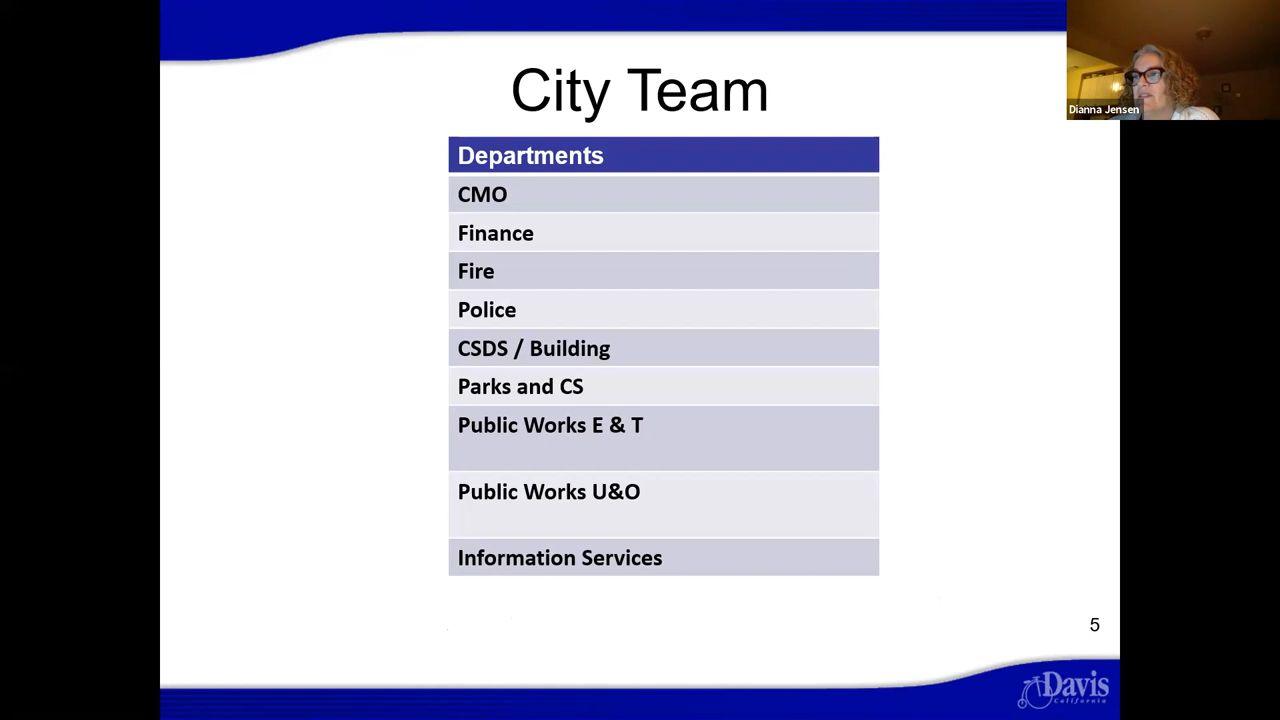 City Team
Dianna Jensen
Departments
CMO
Finance
Fire
Police
CSDS / Building
Parks and CS
Public Works E & T
Public Works U&O
Information Services
5
Davis
California